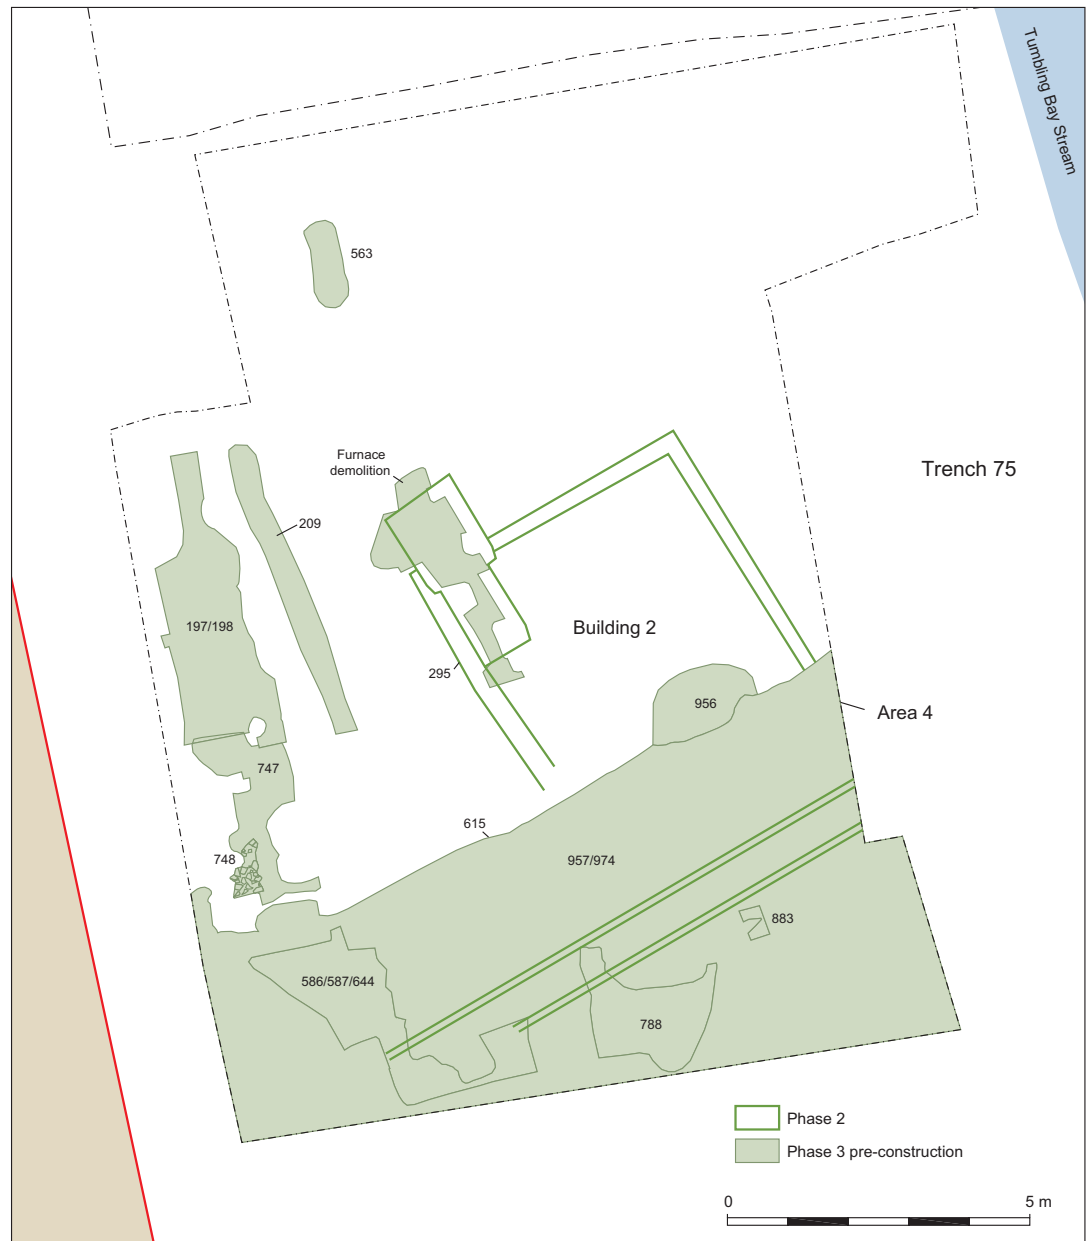 Tumbling Bay Stream
563
Trench 75
Furnace
demolition
209
197/198
Building 2
295
956
Area 4
747
615
748
957/974
883
586/587/644
788
Phase 2
Phase 3 pre-construction
0
5 m